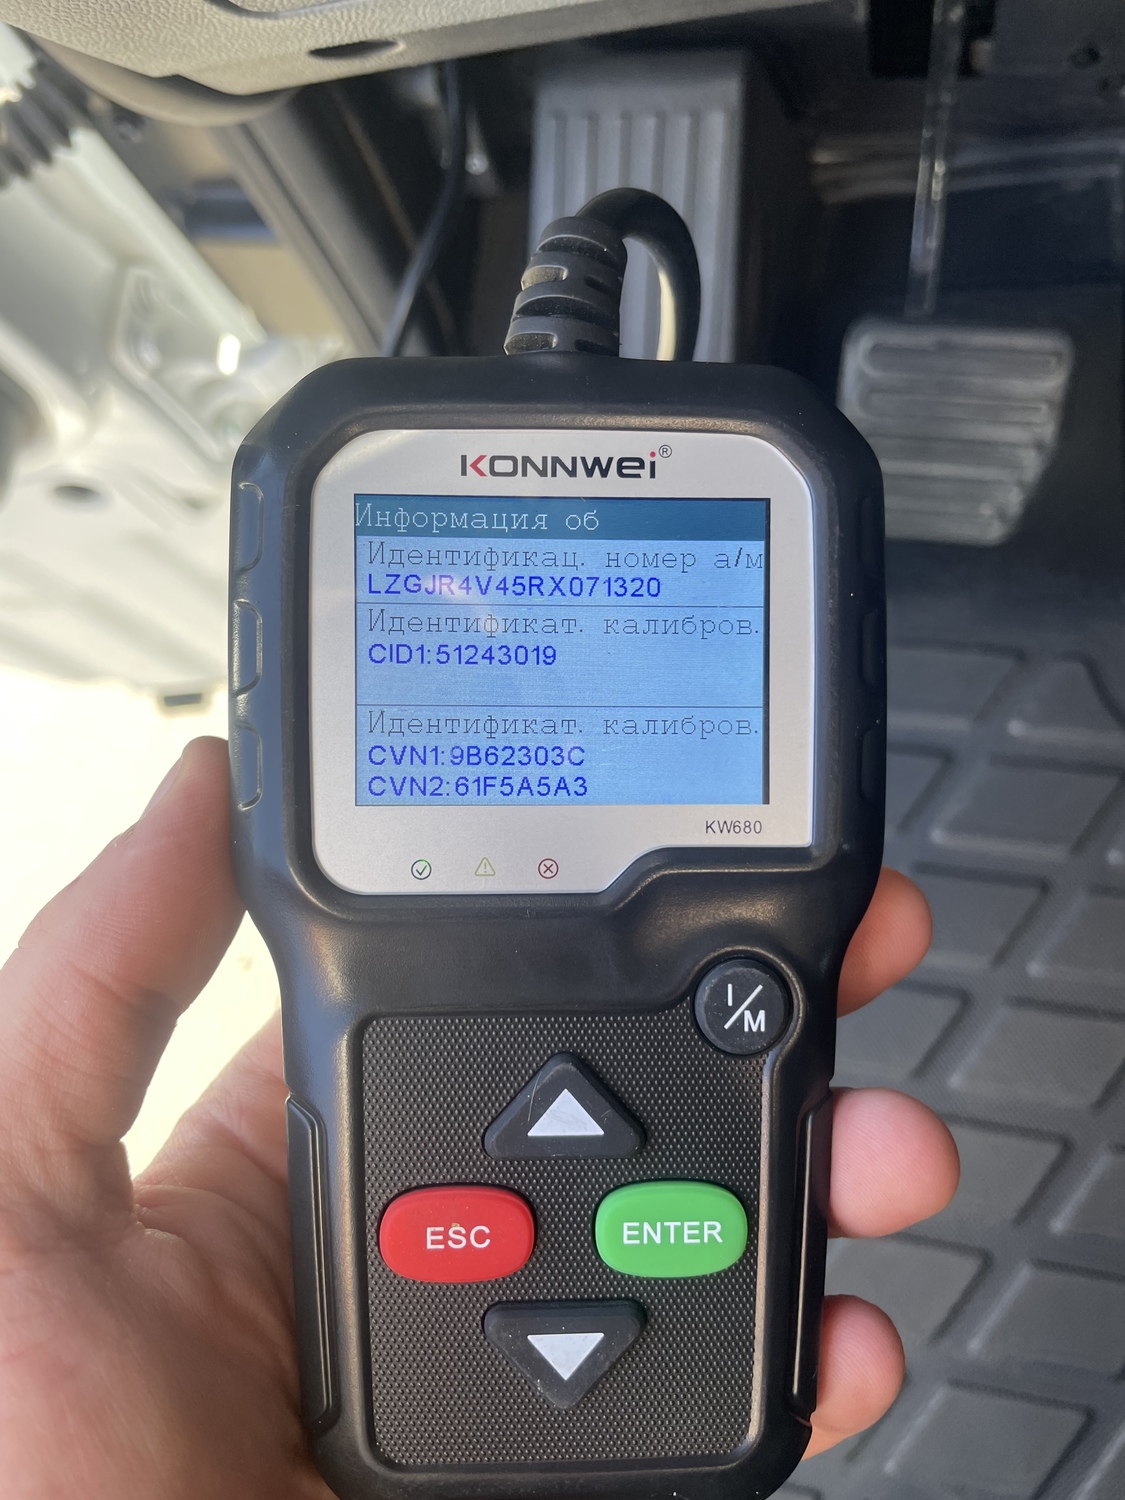 KONNWEI®
Информация об
Идентификац. номер а/м
LZGJR4V45RX071320
Идентификат. калибров.
CID1:51243019
Идентификат. калибров.
CVN1:9B62303C
CVN2:61F5A5A3
KW680
I/M
ESC
ENTER